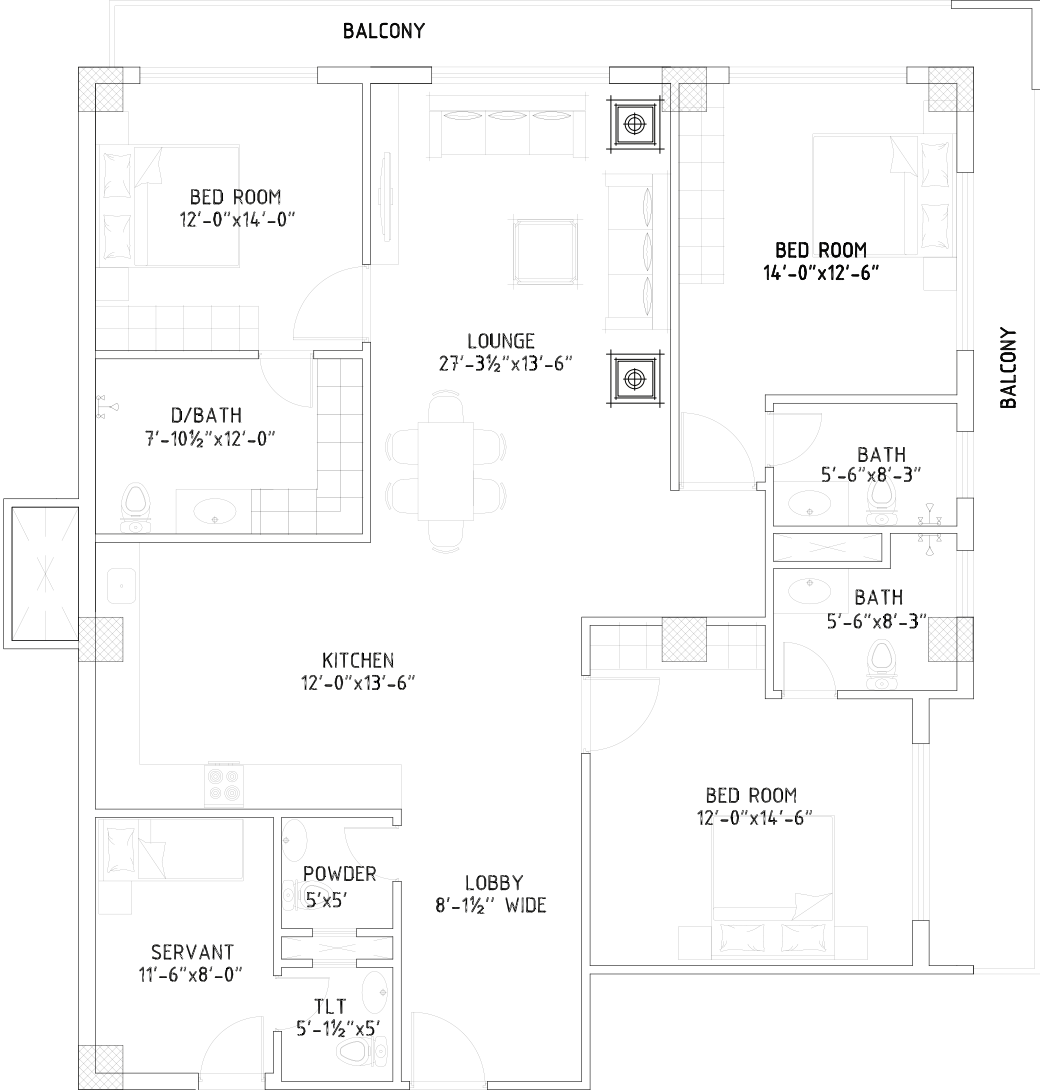 BALCONY
BED ROOM
12'-0"x14'-0"
BED ROOM
14'-0"x12'-6"
LOUNGE
27'-3½"x13'-6"
BALCONY
D/BATH
7'-10½"x12'-0"
BATH
5'-6"x8'-3"
BATH
5'-6"x8'-3"
KITCHEN
12'-0"x13'-6"
BED ROOM
12'-0"x14'-6"
POWDER
5'x5'
LOBBY
8'-1½" WIDE
SERVANT
11'-6"x8'-0"
TLT
5'-1½"x5'